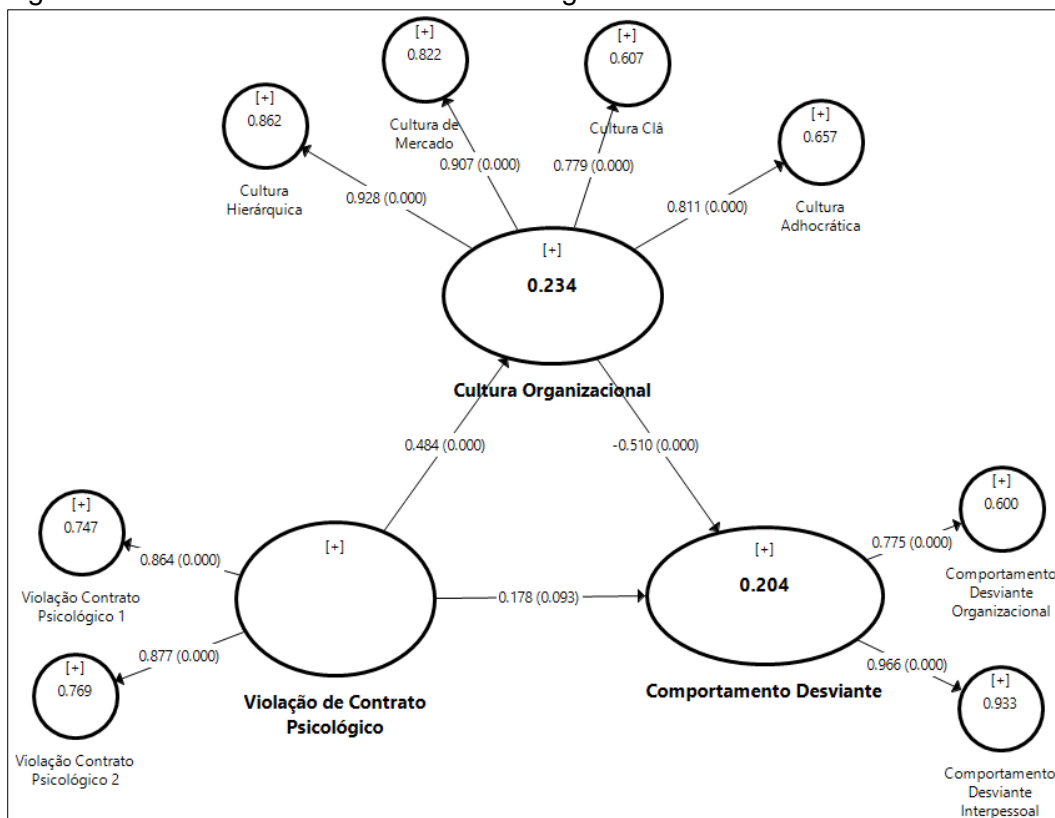 [+]
0.822
Cultura de
Mercado
[+]
0.607
Cultura Clã
[+]
0.862
Cultura
Hierárquica
[+]
0.657
Cultura
Adhocrática
0.907 (0.000)
0.779 (0.000)
0.928 (0.000)
0.811 (0.000)
[+]
0.234
Cultura Organizacional
0.484 (0.000)
-0.510 (0.000)
[+]
0.747
Violação Contrato
Psicológico 1
0.864 (0.000)
[+]
0.769
Violação Contrato
Psicológico 2
0.877 (0.000)
[+]
Violação de Contrato
Psicológico
0.178 (0.093)
[+]
0.204
Comportamento Desviante
0.775 (0.000)
[+]
0.600
Comportamento
Desviante
Organizacional
0.966 (0.000)
[+]
0.933
Comportamento
Desviante
Interpessoal